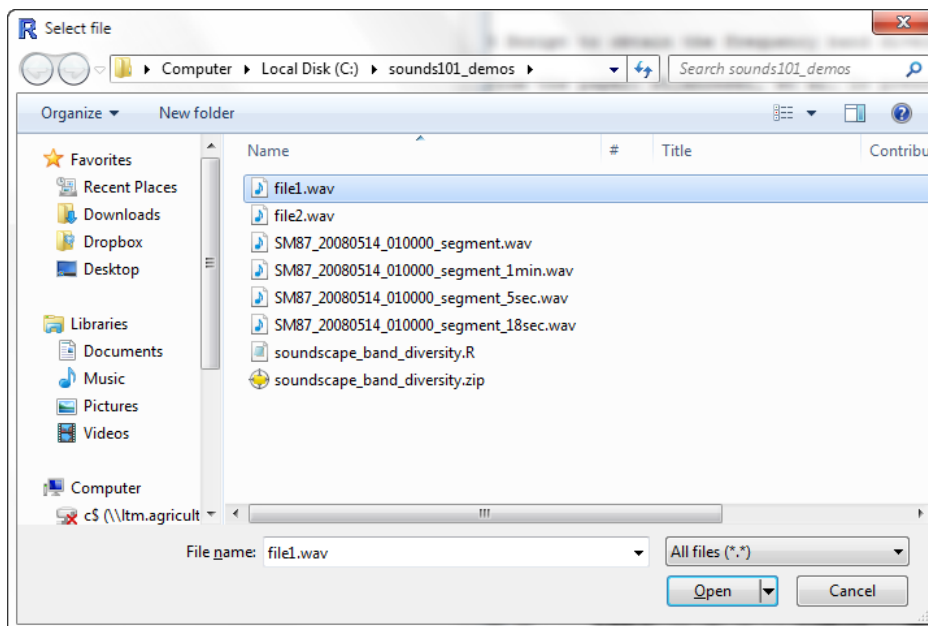 Select file
Computer Local Disk (C:) sounds101_demos Search sounds101_demos
Organize New folder
Name # Title Contribu
Favorites
Recent Places
Downloads
Dropbox
Desktop
Libraries
Documents
Music
Pictures
Videos
Computer
c$ (\\ltm.agricult
file1.wav
file2.wav
SM87_20080514_010000_segment.wav
SM87_20080514_010000_segment_1min.wav
SM87_20080514_010000_segment_5sec.wav
SM87_20080514_010000_segment_18sec.wav
soundscape_band_diversity.R
soundscape_band_diversity.zip
File name: file1.wav All files (*.*)
Open Cancel